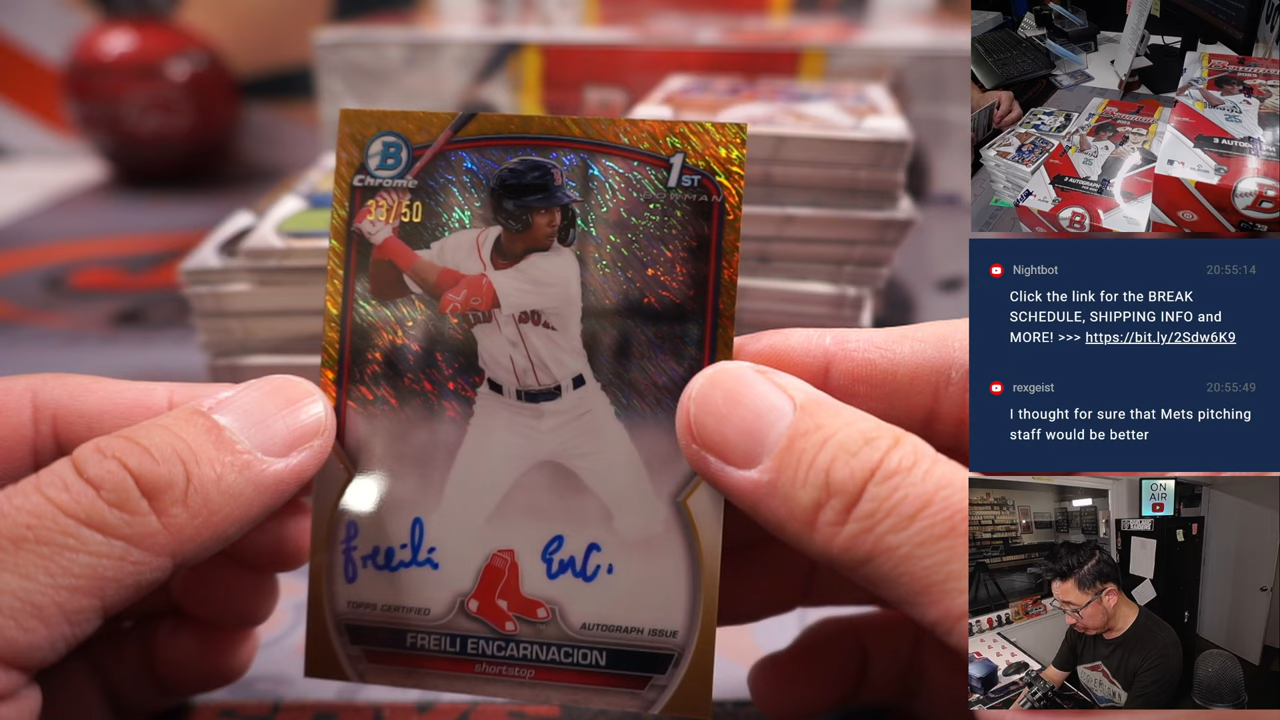 B
Chrome
1ST
BOWMAN
33/50
Freili Enc.
TOPPS CERTIFIED
AUTOGRAPH ISSUE
FREILI ENCARNACION
shortstop
Nightbot 20:55:14
Click the link for the BREAK
SCHEDULE, SHIPPING INFO and
MORE! >>> https://bit.ly/2Sdw6K9
rexgeist 20:55:49
I thought for sure that Mets pitching
staff would be better
ON
AIR